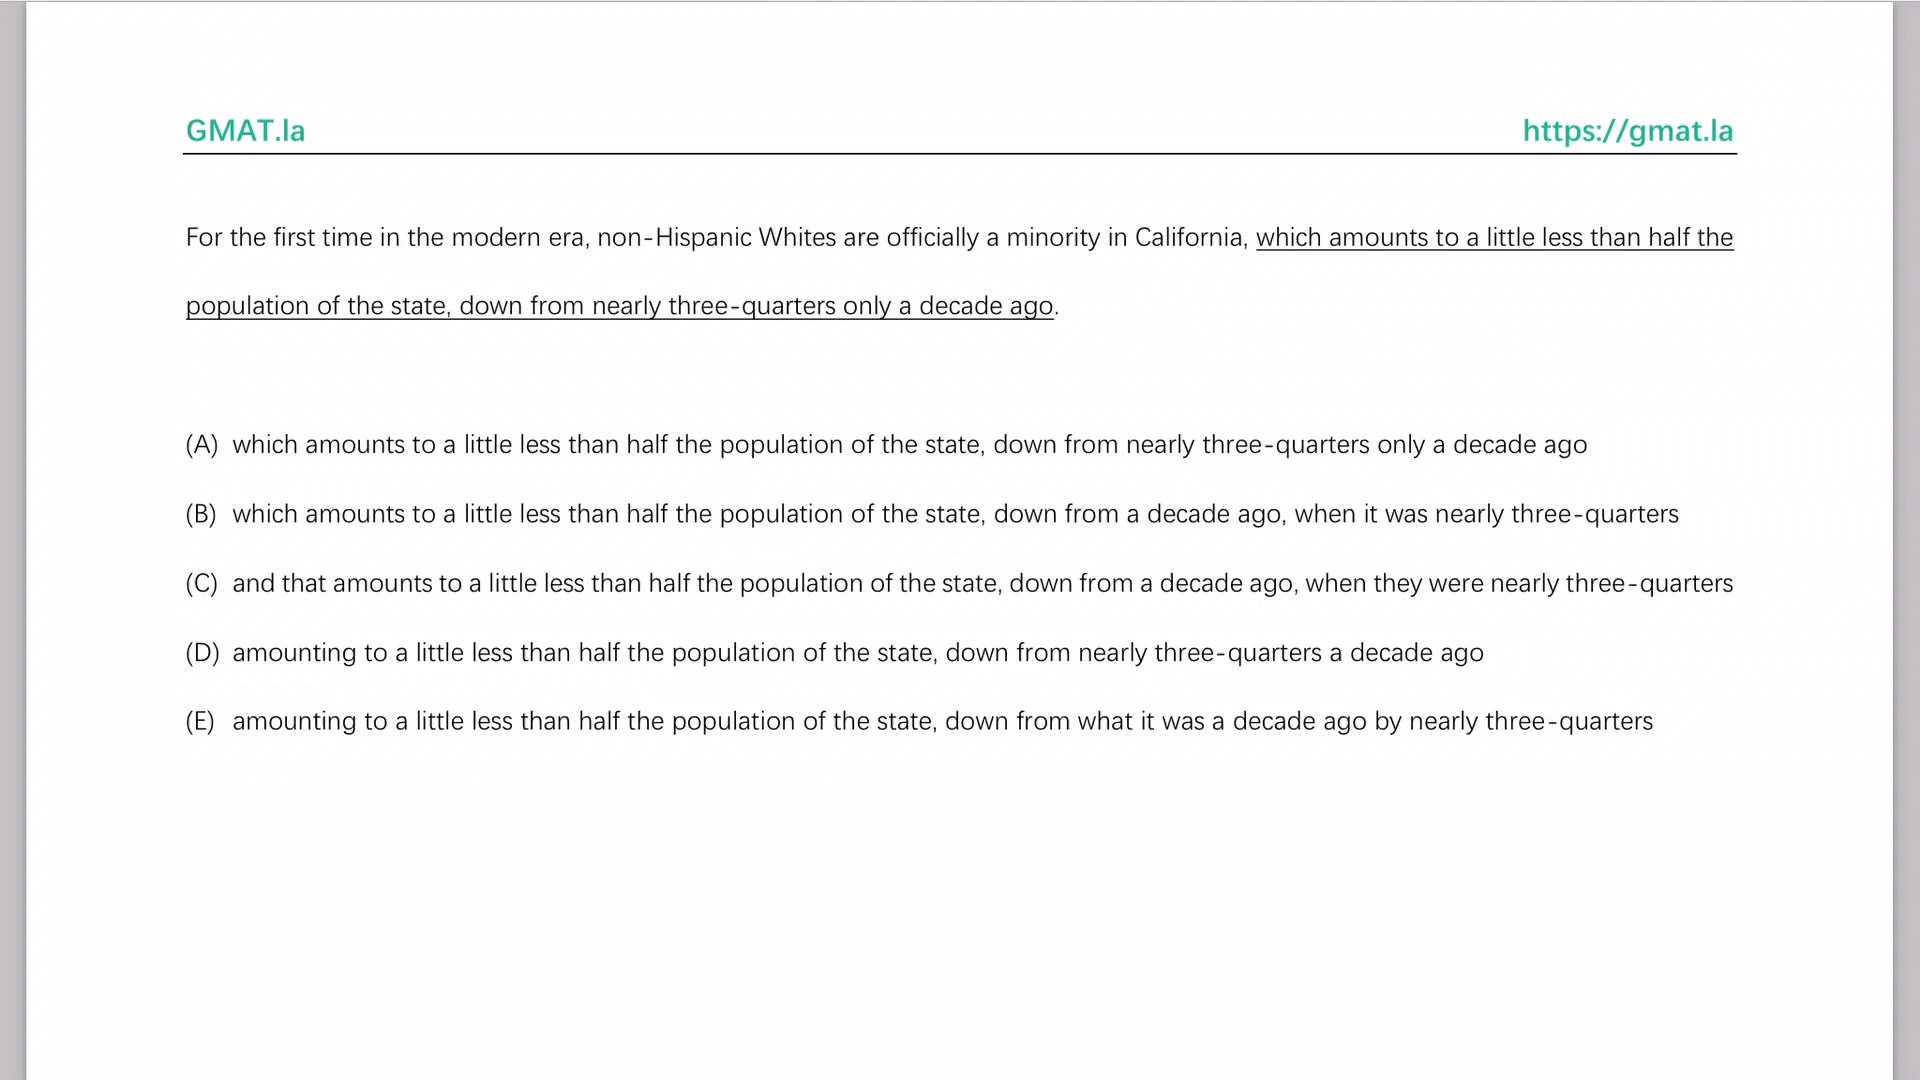 GMAT.la
https://gmat.la
For the first time in the modern era, non-Hispanic Whites are officially a minority in California, which amounts to a little less than half the
population of the state, down from nearly three-quarters only a decade ago.
(A) which amounts to a little less than half the population of the state, down from nearly three-quarters only a decade ago
(B) which amounts to a little less than half the population of the state, down from a decade ago, when it was nearly three-quarters
(C) and that amounts to a little less than half the population of the state, down from a decade ago, when they were nearly three-quarters
(D) amounting to a little less than half the population of the state, down from nearly three-quarters a decade ago
(E) amounting to a little less than half the population of the state, down from what it was a decade ago by nearly three-quarters